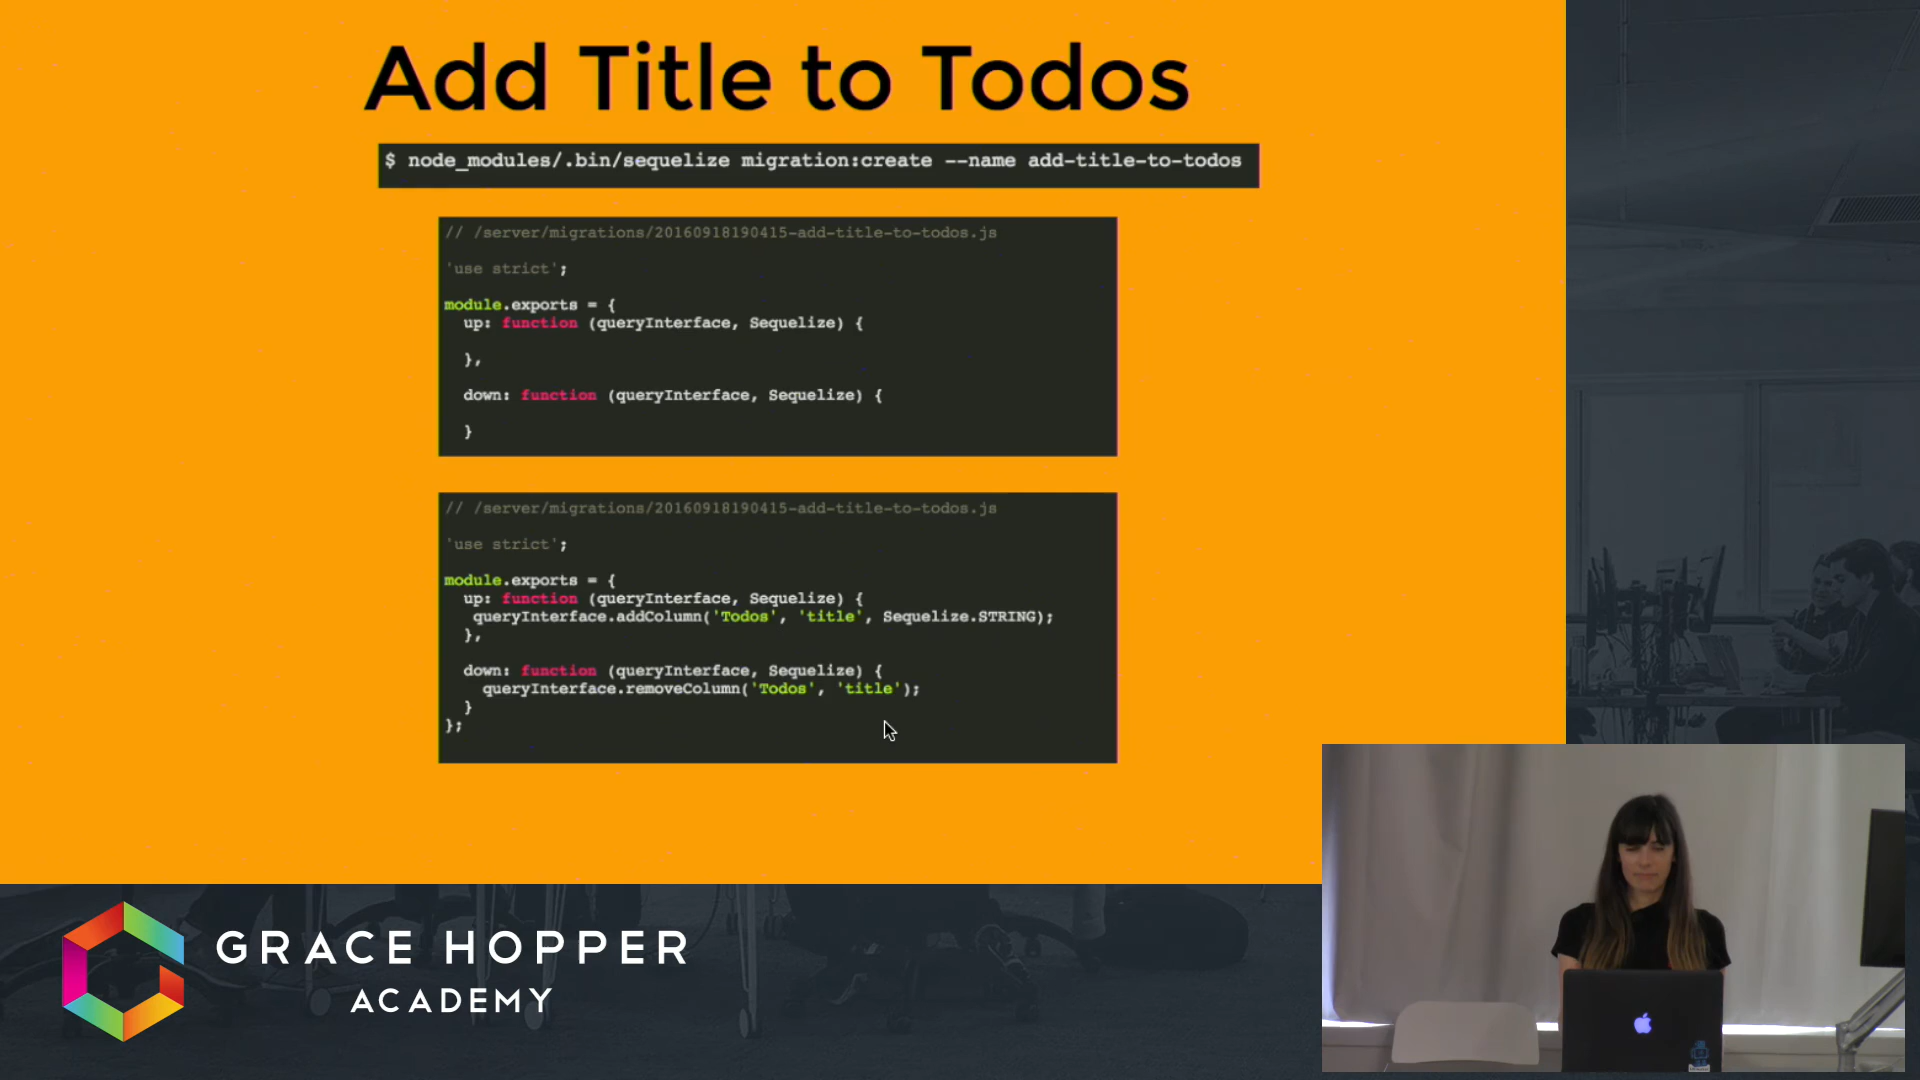 Add Title to Todos
$ node_modules/.bin/sequelize migration:create --name add-title-to-todos
// /server/migrations/20160918190415-add-title-to-todos.js
'use strict';
module.exports = {
up: function (queryInterface, Sequelize) {
},
down: function (queryInterface, Sequelize) {
}
// /server/migrations/20160918190415-add-title-to-todos.js
'use strict';
module.exports = {
up: function (queryInterface, Sequelize) {
queryInterface.addColumn('Todos', 'title', Sequelize.STRING);
},
down: function (queryInterface, Sequelize) {
queryInterface.removeColumn('Todos', 'title');
}
};
GRACE HOPPER
ACADEMY